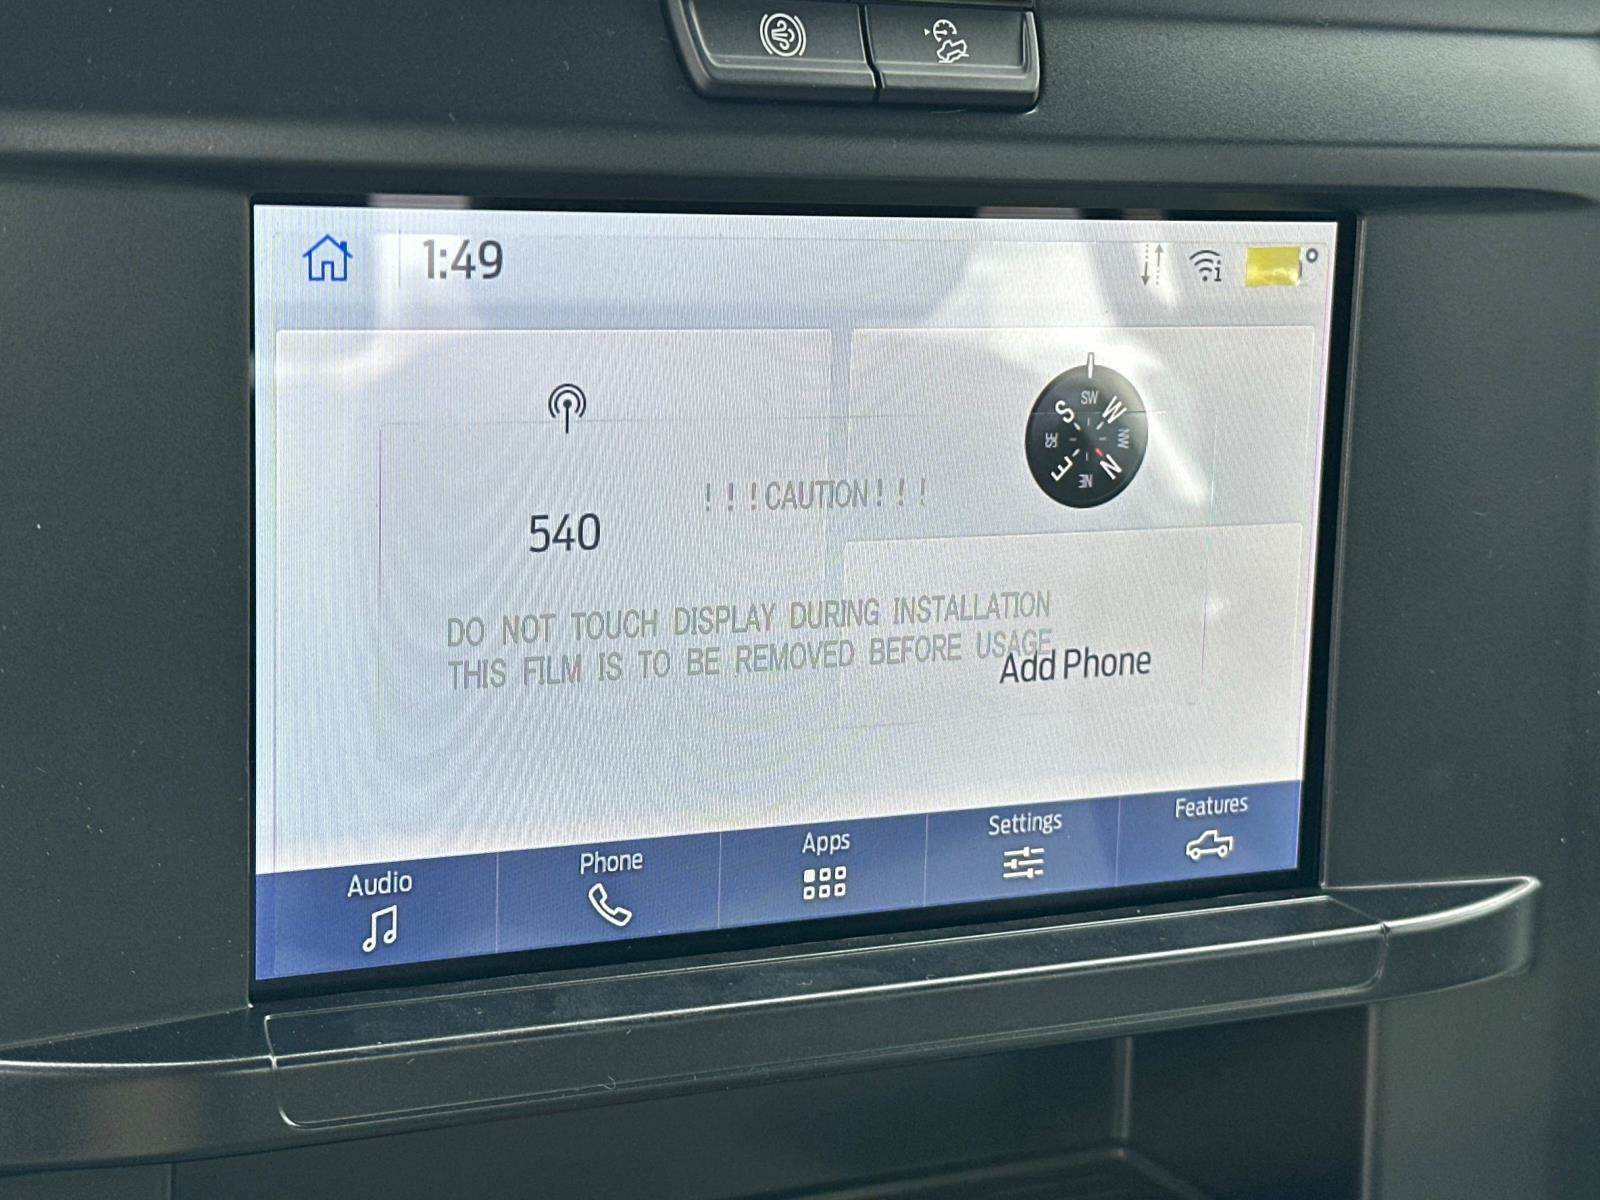 1:49
540
SW
S W
SE NW
E N
NE
! ! !CAUTION! ! !
DO NOT TOUCH DISPLAY DURING INSTALLATION
THIS FILM IS TO BE REMOVED BEFORE USAGE
Add Phone
Audio
Phone
Apps
Settings
Features